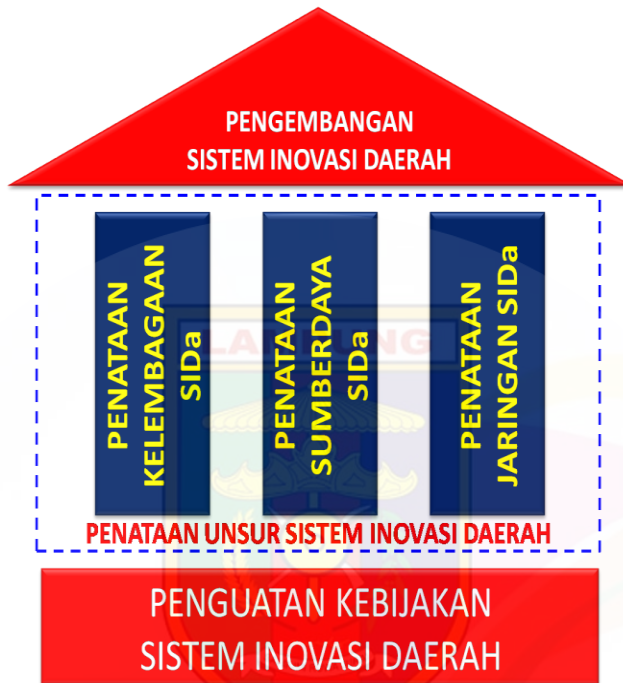 PENGEMBANGAN
SISTEM INOVASI DAERAH
PENATAAN
KELEMBAGAAN
SIDa
PENATAAN
SUMBERDAYA
SIDa
PENATAAN
JARINGAN SIDa
LAMPUNG
PENATAAN UNSUR SISTEM INOVASI DAERAH
PENGUATAN KEBIJAKAN
SISTEM INOVASI DAERAH